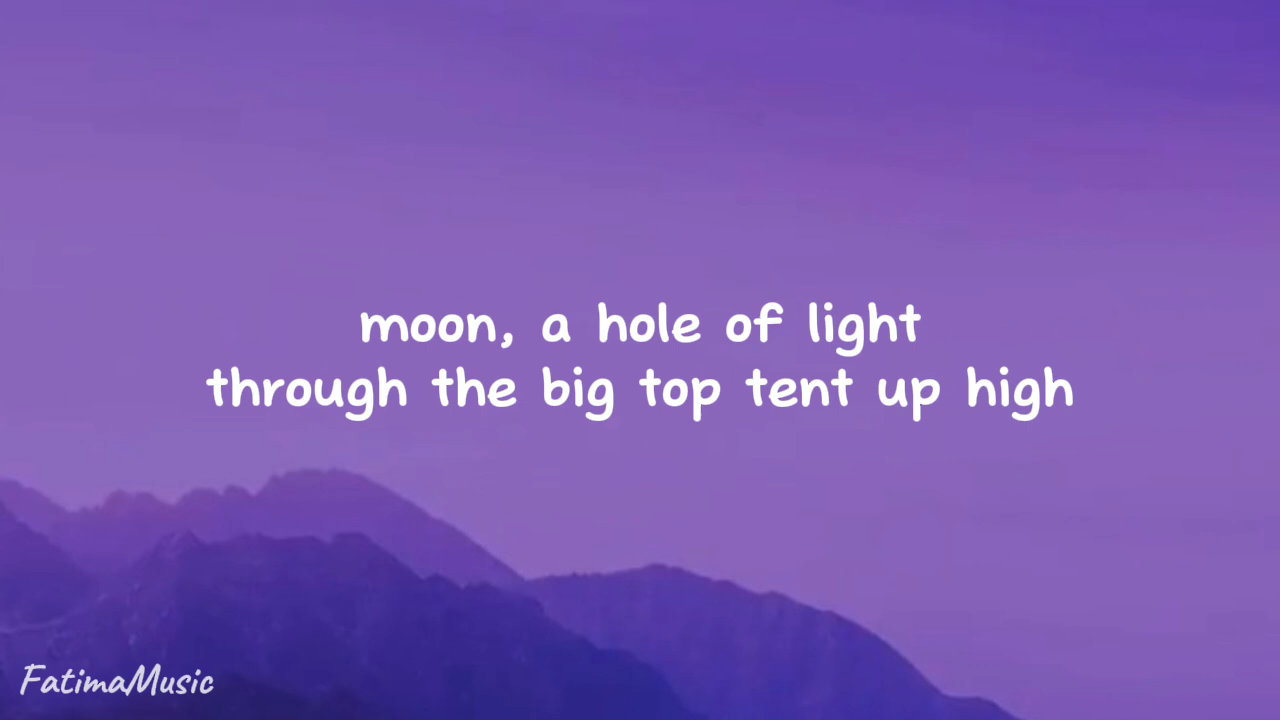 moon, a hole of light
through the big top tent up high
FatimaMusic